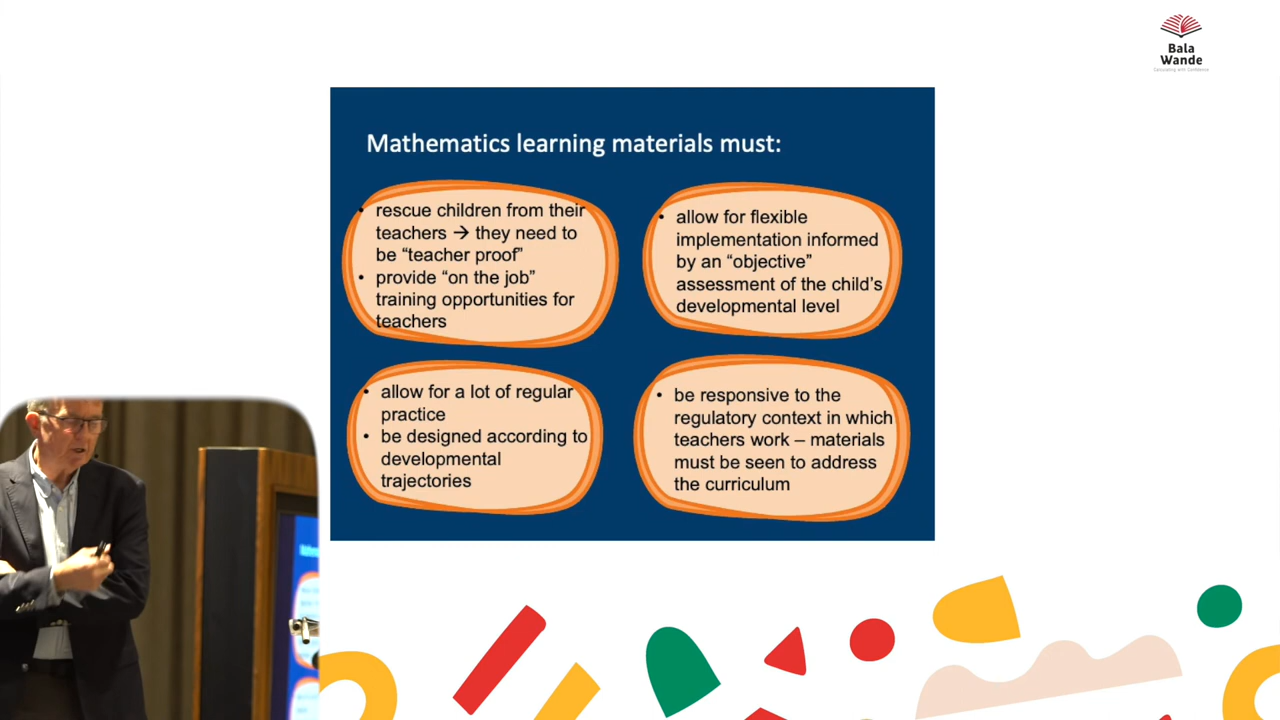 Bala
Wande
Calculating with Confidence
Mathematics learning materials must:
• rescue children from their
teachers → they need to
be “teacher proof”
• provide “on the job”
training opportunities for
teachers
• allow for flexible
implementation informed
by an “objective”
assessment of the child’s
developmental level
• allow for a lot of regular
practice
• be designed according to
developmental
trajectories
• be responsive to the
regulatory context in which
teachers work – materials
must be seen to address
the curriculum